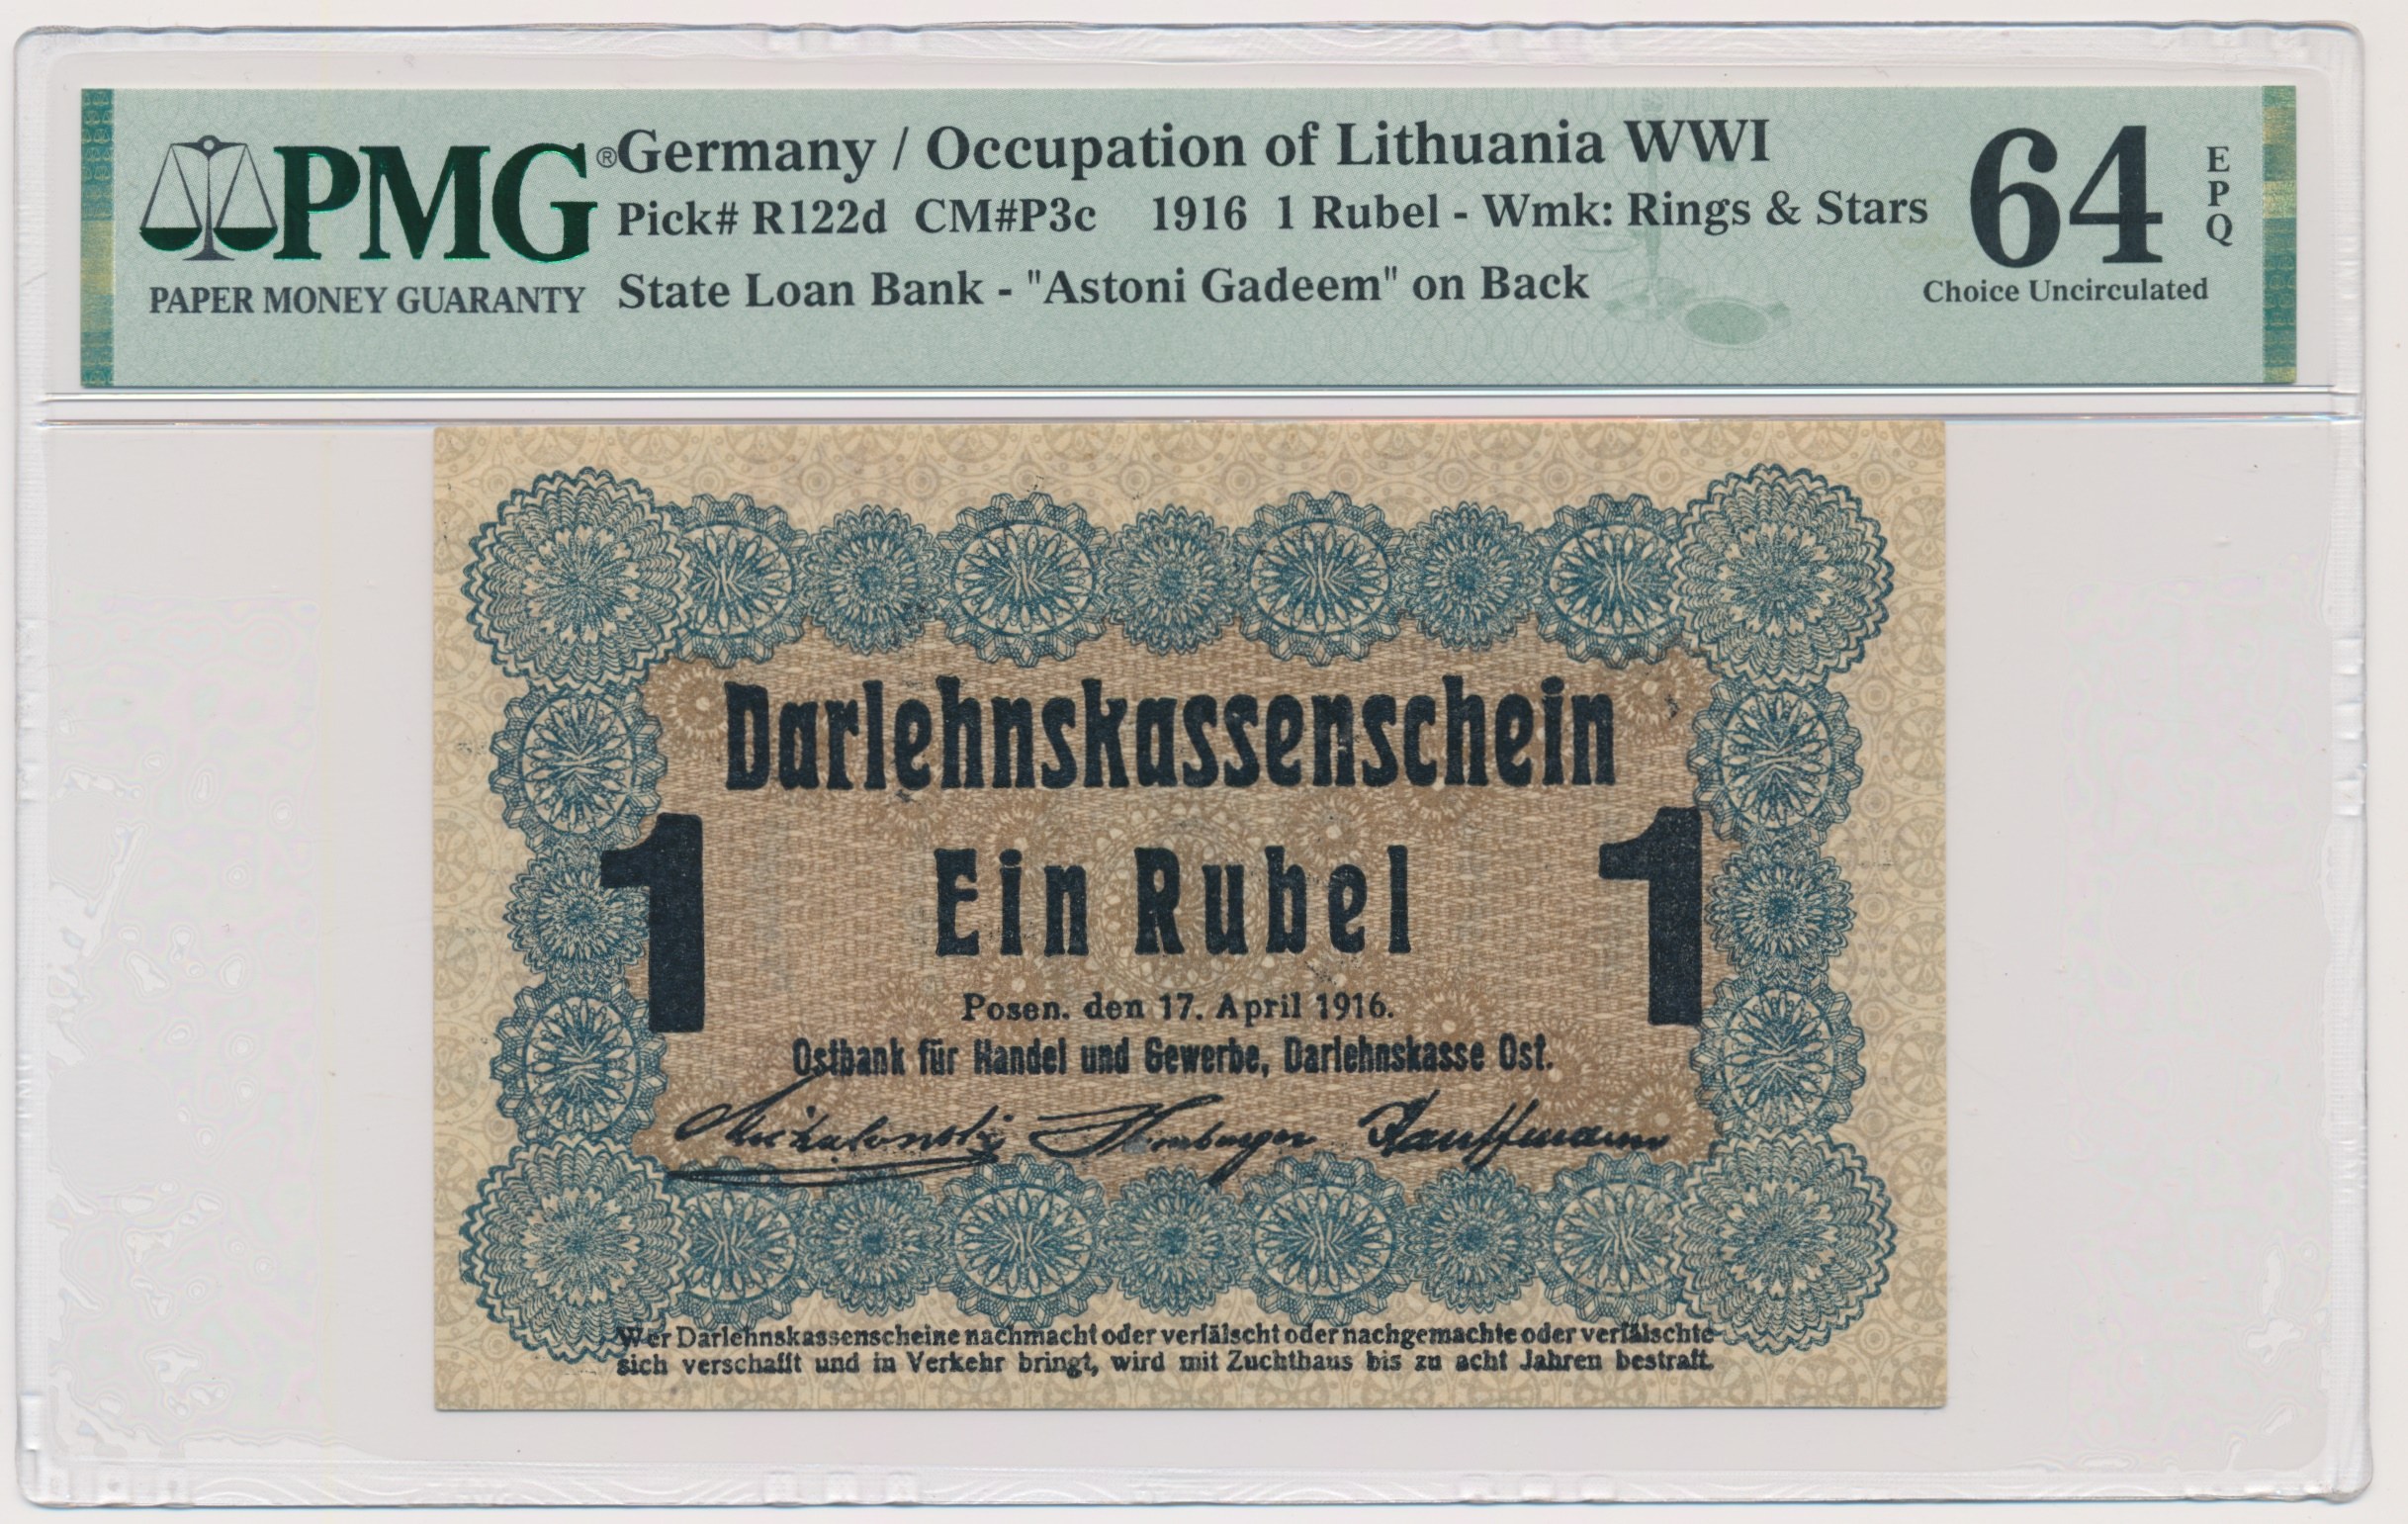 PMG®
PAPER MONEY GUARANTY
Germany / Occupation of Lithuania WWI
Pick# R122d CM#P3c 1916 1 Rubel - Wmk: Rings & Stars
State Loan Bank - "Astoni Gadeem" on Back
64
EPQ
Choice Uncirculated
Darlehnskassenschein
1 Ein Rubel 1
Posen, den 17. April 1916.
Ostbank für Handel und Gewerbe, Darlehnskasse Ost.
Kauffmann
Wer Darlehnskassenscheine nachmacht oder verfälscht oder nachgemachte oder verfälschte
sich verschafft und in Verkehr bringt, wird mit Zuchthaus bis zu acht Jahren bestraft.